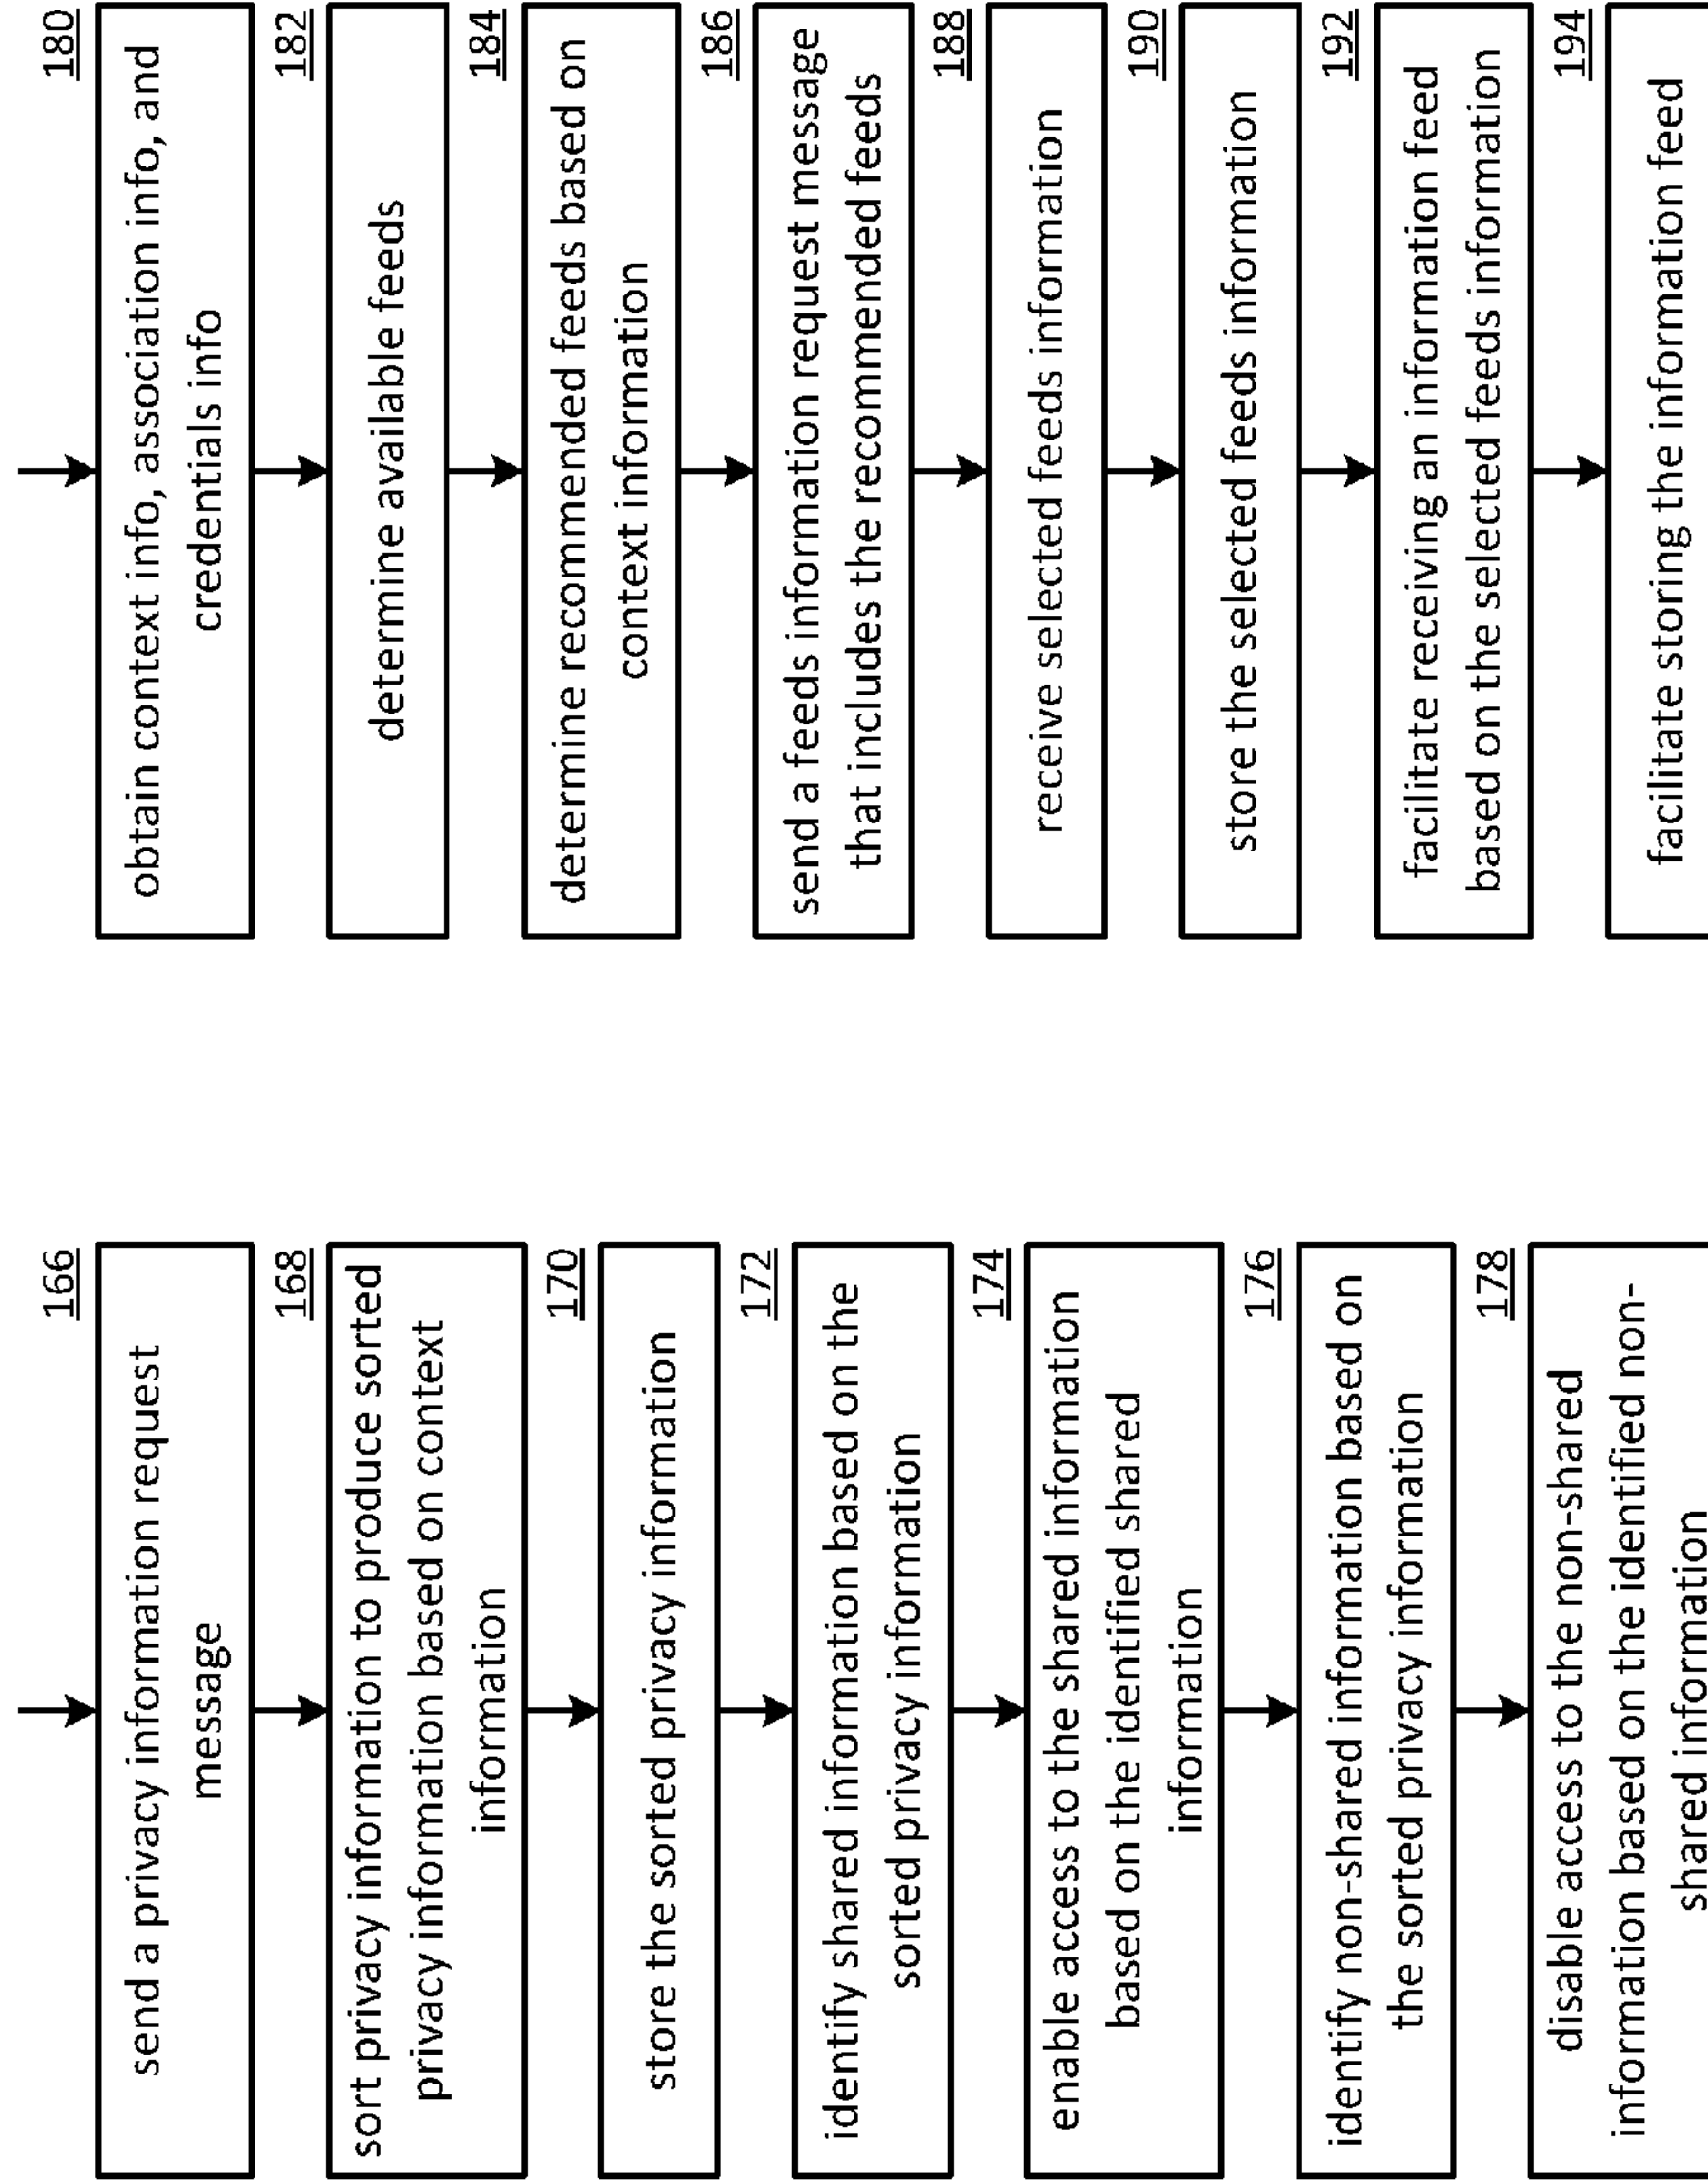 166
send a privacy information request
message
168
sort privacy information to produce sorted
privacy information based on context
information
170
store the sorted privacy information
172
identify shared information based on the
sorted privacy information
174
enable access to the shared information
based on the identified shared
information
176
identify non-shared information based on
the sorted privacy information
178
disable access to the non-shared
information based on the identified non-
shared information
180
obtain context info, association info, and
credentials info
182
determine available feeds
184
determine recommended feeds based on
context information
186
send a feeds information request message
that includes the recommended feeds
188
receive selected feeds information
190
store the selected feeds information
192
facilitate receiving an information feed
based on the selected feeds information
194
facilitate storing the information feed